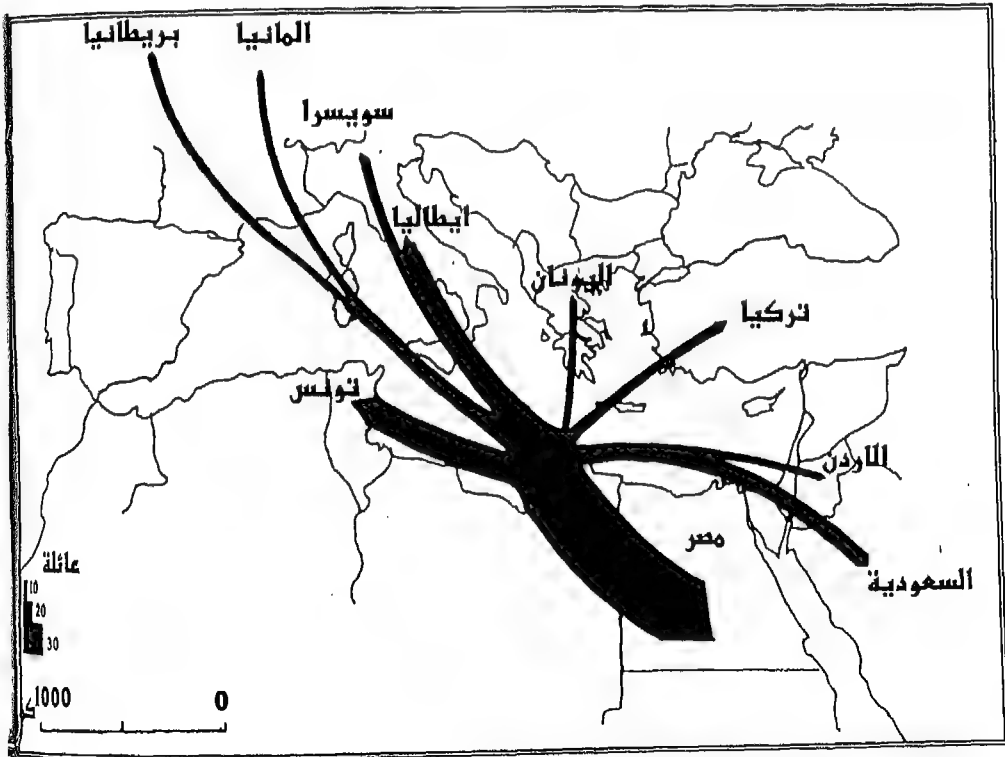 بريطانيا
المانيا
سويسرا
ايطاليا
اليونان
تركيا
تونس
الاردن
مصر
السعودية
عائلة
10
20
30
1000
0